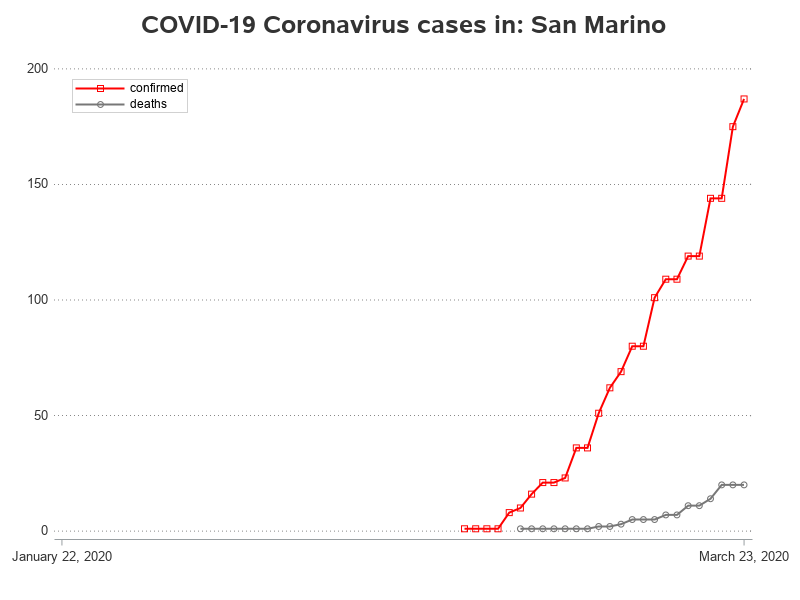 COVID-19 Coronavirus cases in: San Marino
200
confirmed
deaths
150
100
50
0
January 22, 2020
March 23, 2020